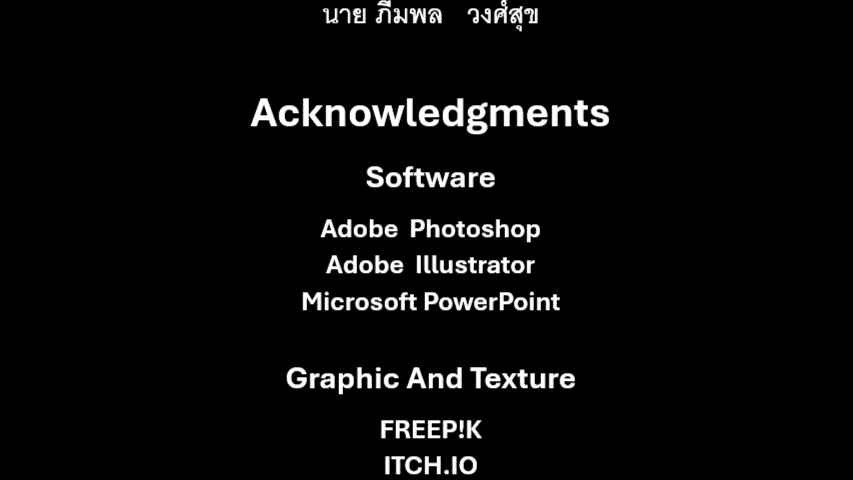 นาย ภีมพล วงศ์สุข
Acknowledgments
Software
Adobe Photoshop
Adobe Illustrator
Microsoft PowerPoint
Graphic And Texture
FREEP!K
ITCH.IO